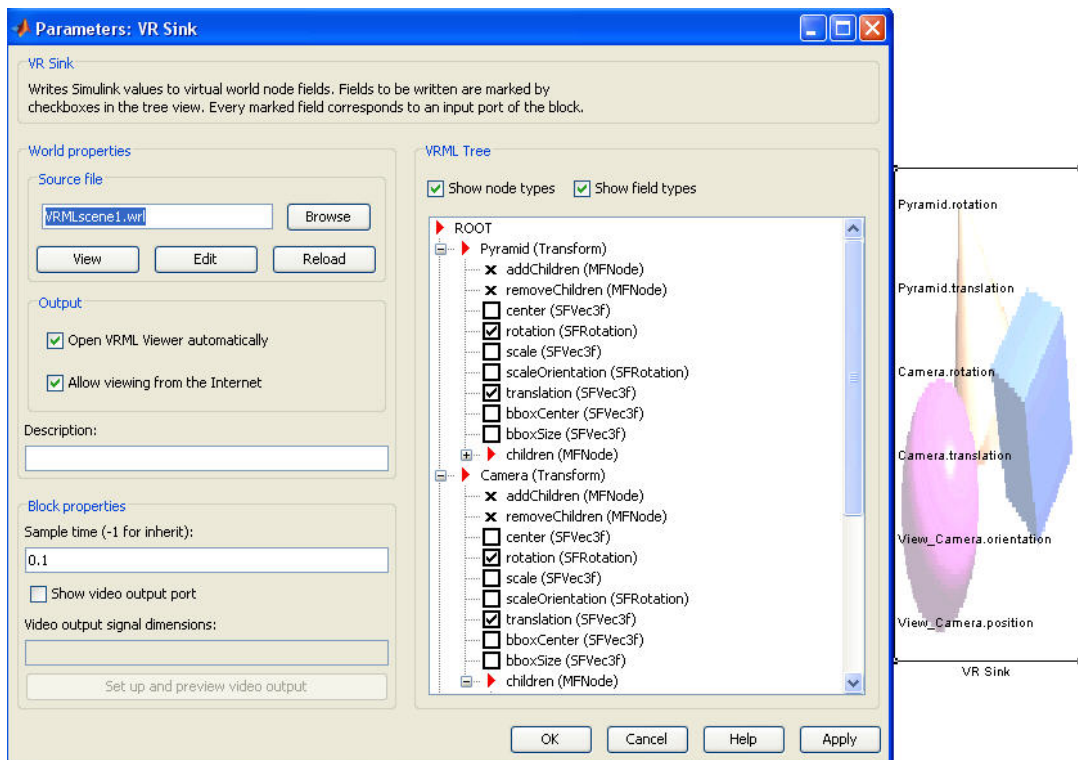 Parameters: VR Sink
VR Sink
Writes Simulink values to virtual world node fields. Fields to be written are marked by
checkboxes in the tree view. Every marked field corresponds to an input port of the block.
World properties
Source file
VRMLscene1.wrl
Browse
View
Edit
Reload
Output
Open VRML Viewer automatically
Allow viewing from the Internet
Description:
Block properties
Sample time (-1 for inherit):
0.1
Show video output port
Video output signal dimensions:
Set up and preview video output
VRML Tree
Show node types
Show field types
ROOT
Pyramid (Transform)
addChildren (MFNode)
removeChildren (MFNode)
center (SFVec3f)
rotation (SFRotation)
scale (SFVec3f)
scaleOrientation (SFRotation)
translation (SFVec3f)
bboxCenter (SFVec3f)
bboxSize (SFVec3f)
children (MFNode)
Camera (Transform)
addChildren (MFNode)
removeChildren (MFNode)
center (SFVec3f)
rotation (SFRotation)
scale (SFVec3f)
scaleOrientation (SFRotation)
translation (SFVec3f)
bboxCenter (SFVec3f)
bboxSize (SFVec3f)
children (MFNode)
OK
Cancel
Help
Apply
Pyramid.rotation
Pyramid.translation
Camera.rotation
Camera.translation
View_Camera.orientation
View_Camera.position
VR Sink